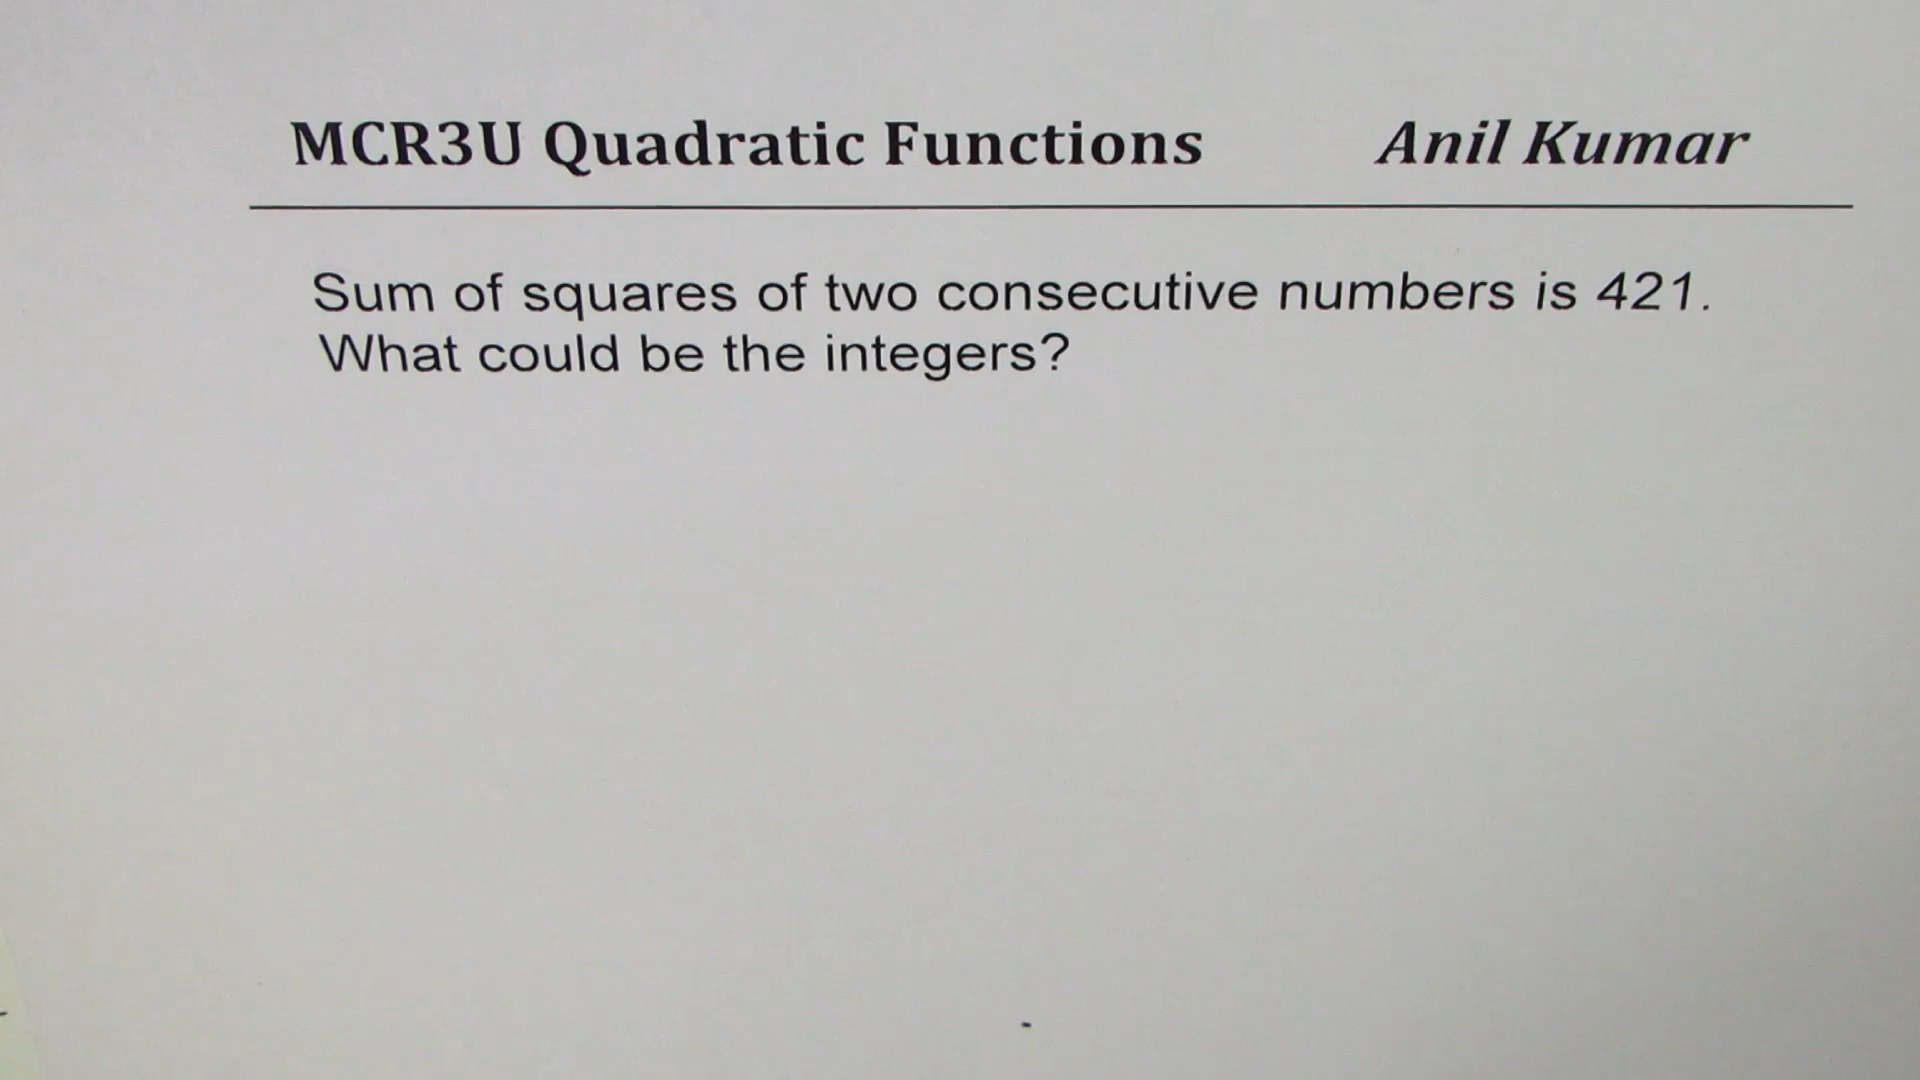 MCR3U Quadratic Functions Anil Kumar
Sum of squares of two consecutive numbers is 421.
What could be the integers?